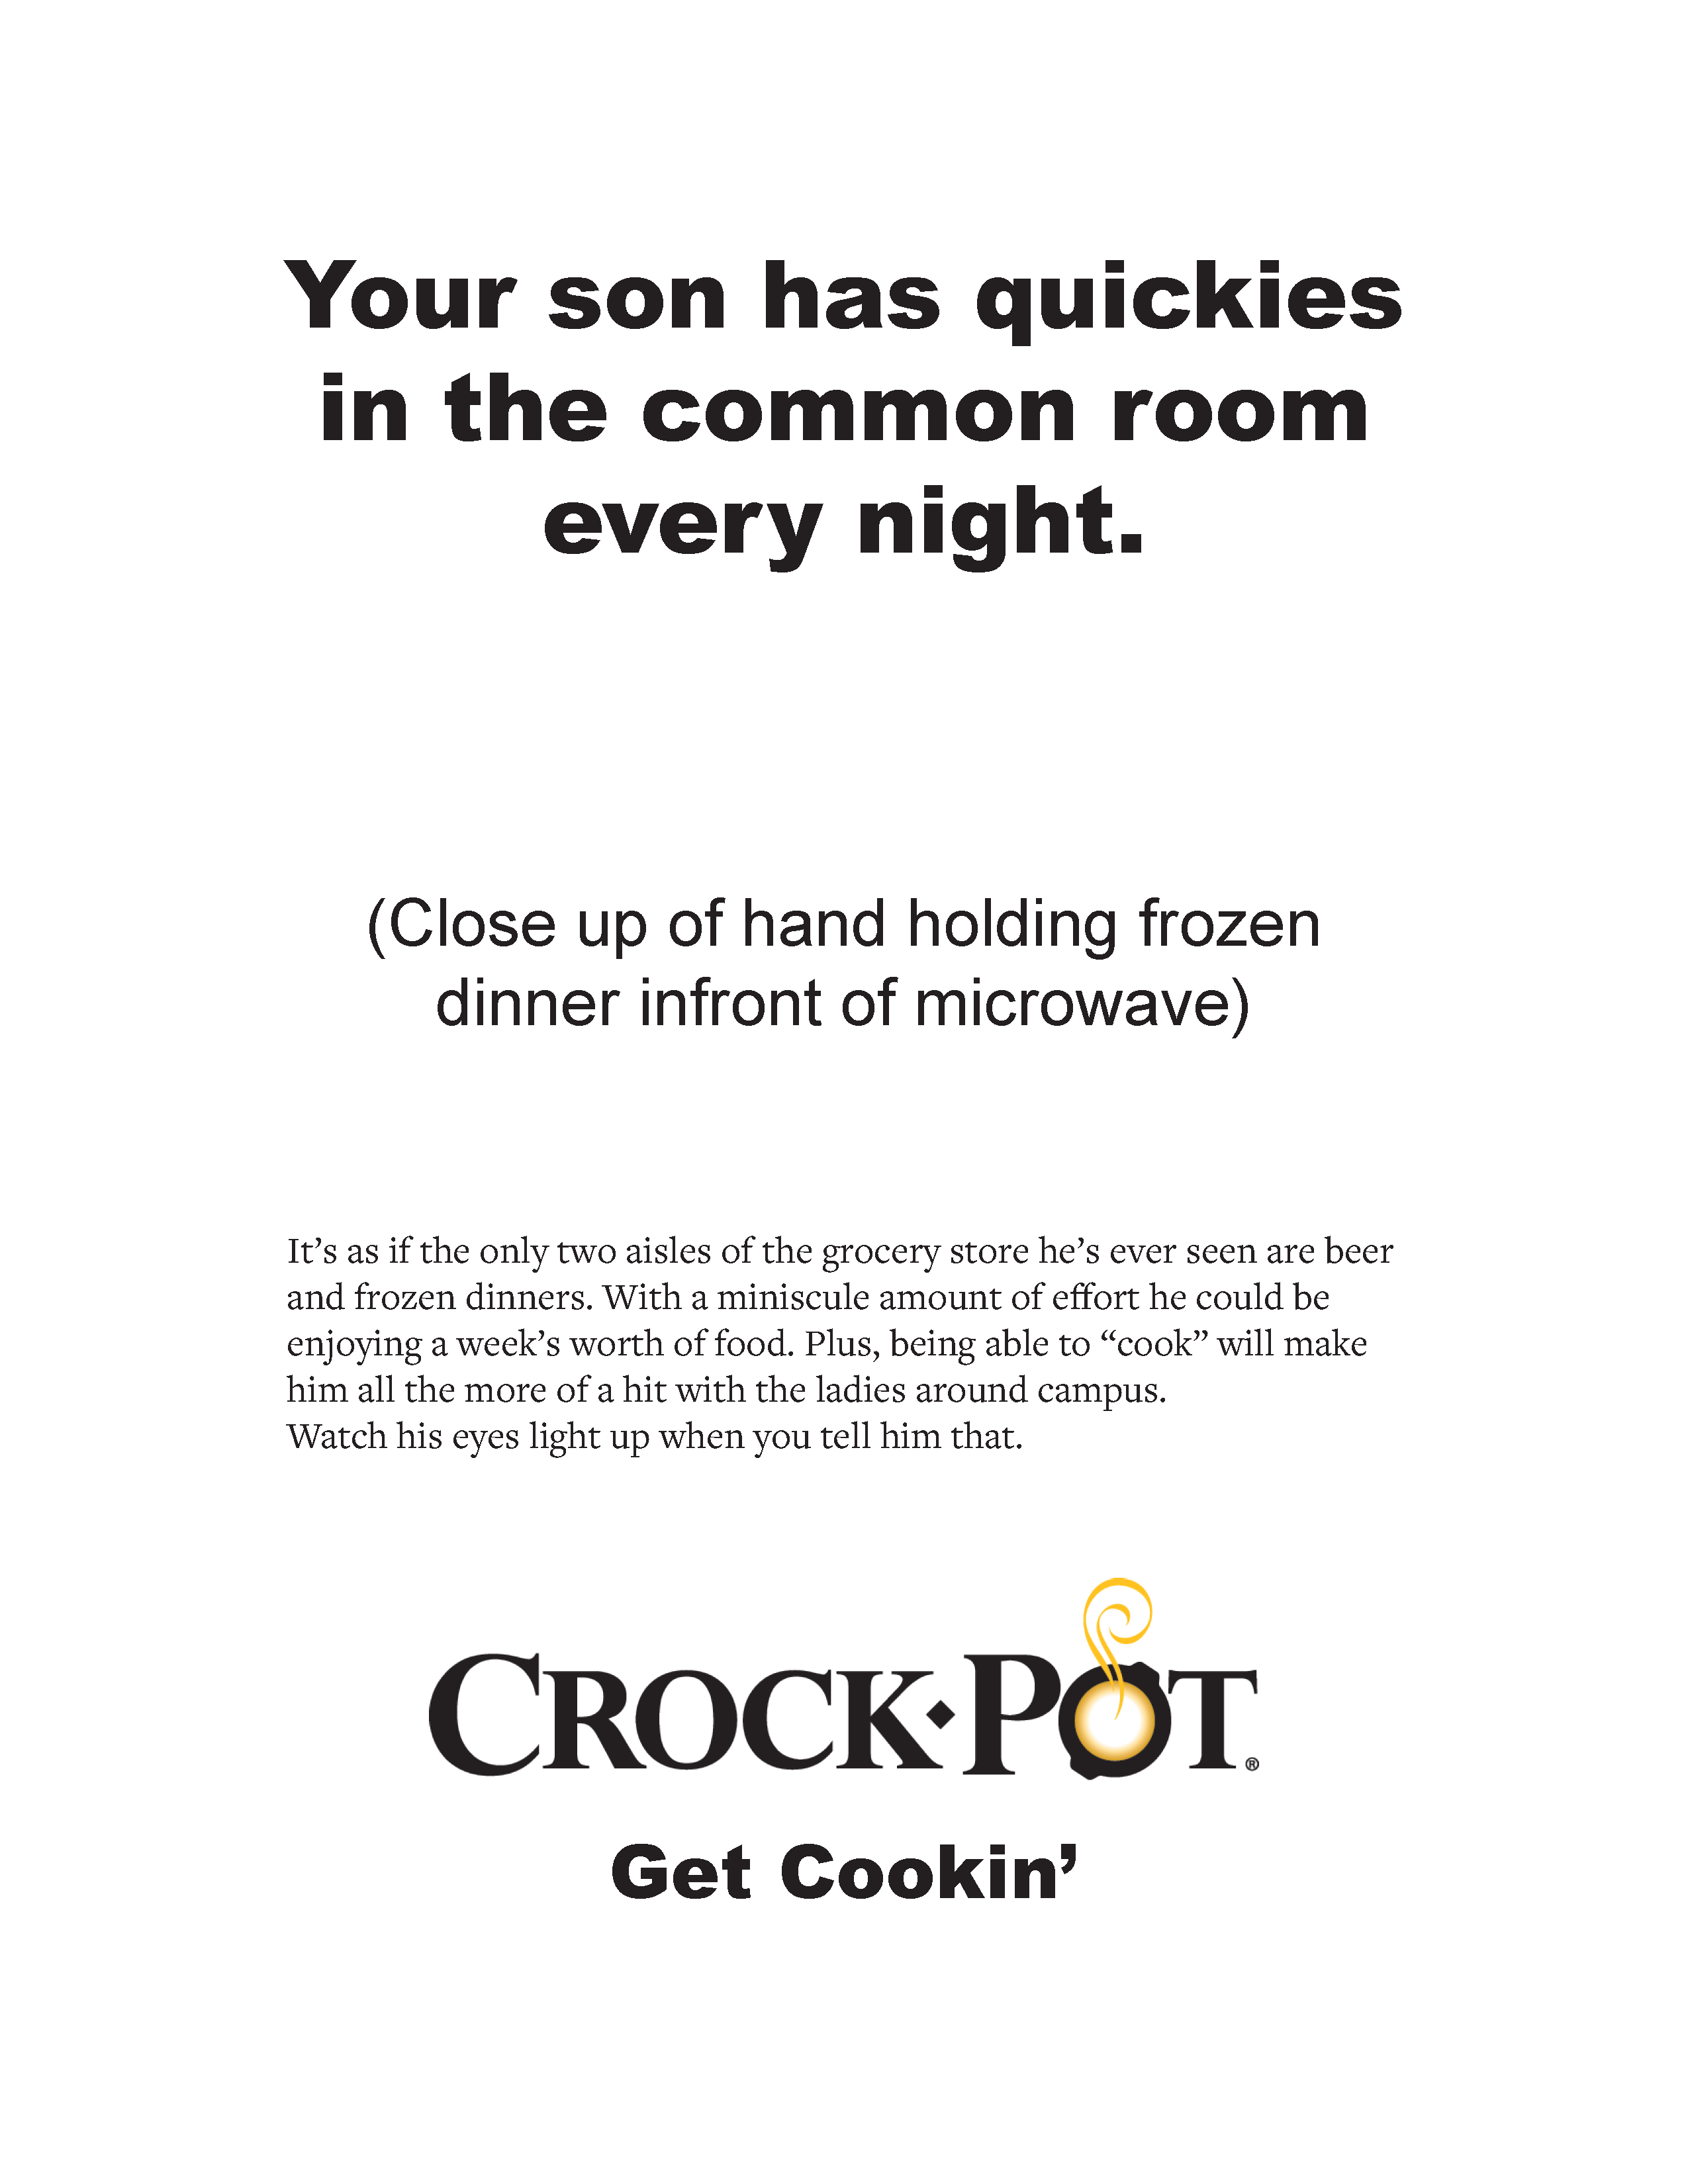 Your son has quickies
in the common room
every night.
(Close up of hand holding frozen
dinner infront of microwave)
It’s as if the only two aisles of the grocery store he’s ever seen are beer
and frozen dinners. With a miniscule amount of effort he could be
enjoying a week’s worth of food. Plus, being able to “cook” will make
him all the more of a hit with the ladies around campus.
Watch his eyes light up when you tell him that.
CROCK•POT®
Get Cookin’